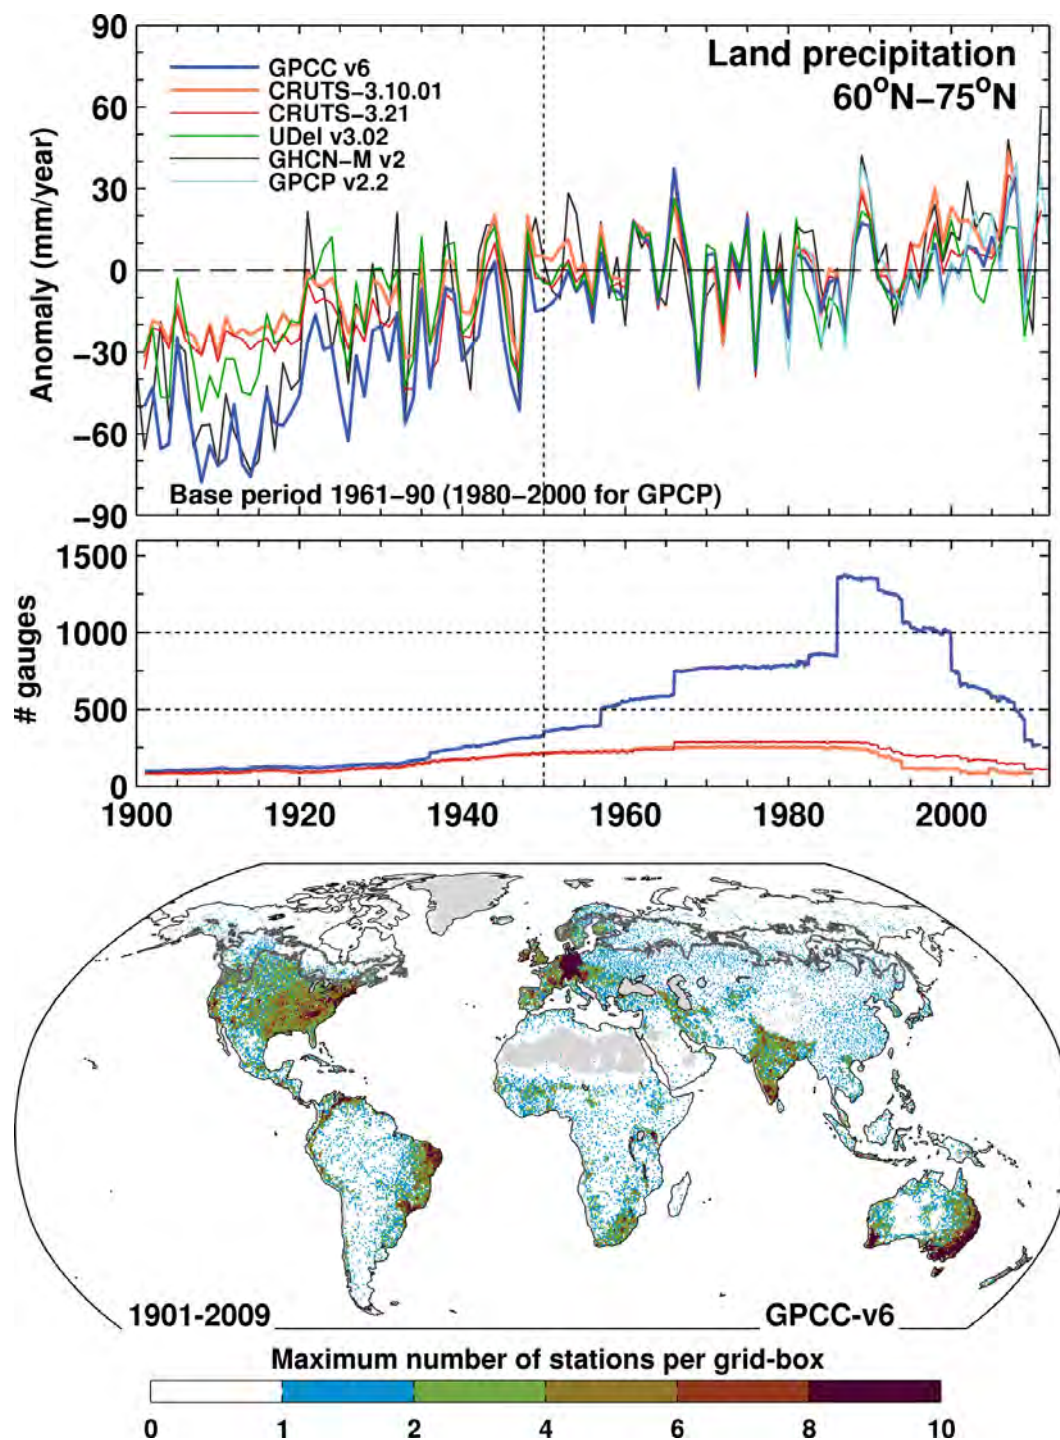 90
60
30
0
−30
−60
−90
Anomaly (mm/year)
GPCC v6
CRUTS−3.10.01
CRUTS−3.21
UDel v3.02
GHCN−M v2
GPCP v2.2
Land precipitation
60°N−75°N
Base period 1961−90 (1980−2000 for GPCP)
1500
1000
500
0
# gauges
1900 1920 1940 1960 1980 2000
1901-2009
GPCC-v6
Maximum number of stations per grid-box
0 1 2 4 6 8 10